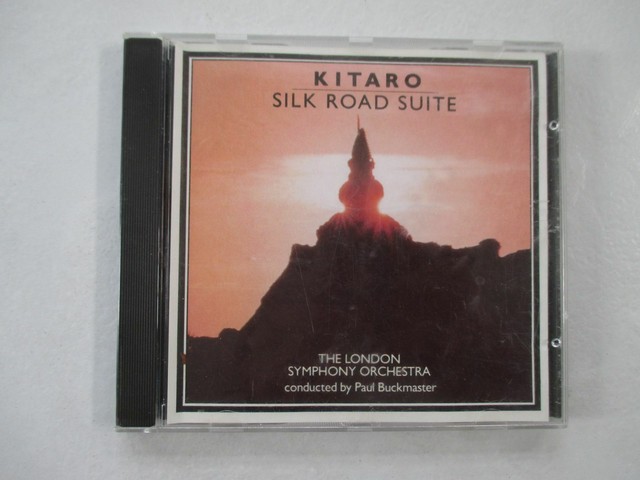 KITARO
SILK ROAD SUITE
THE LONDON
SYMPHONY ORCHESTRA
conducted by Paul Buckmaster